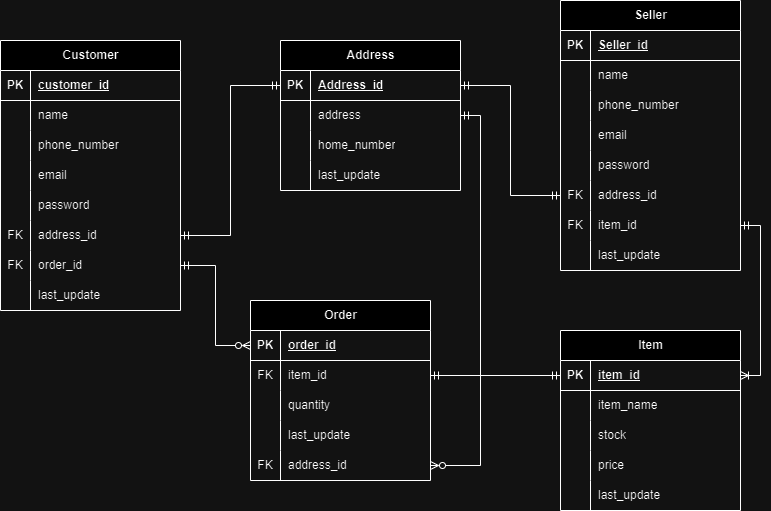 Customer
PK customer_id
name
phone_number
email
password
FK address_id
FK order_id
last_update
Address
PK Address_id
address
home_number
last_update
Seller
PK Seller_id
name
phone_number
email
password
FK address_id
FK item_id
last_update
Order
PK order_id
FK item_id
quantity
last_update
FK address_id
Item
PK item_id
item_name
stock
price
last_update